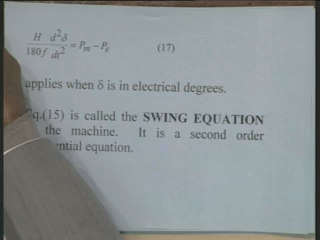 H/180f d²δ/dt² = Pm − Pe (17)
applies when δ is in electrical degrees.
Eq.(15) is called the SWING EQUATION
the machine. It is a second order
ential equation.